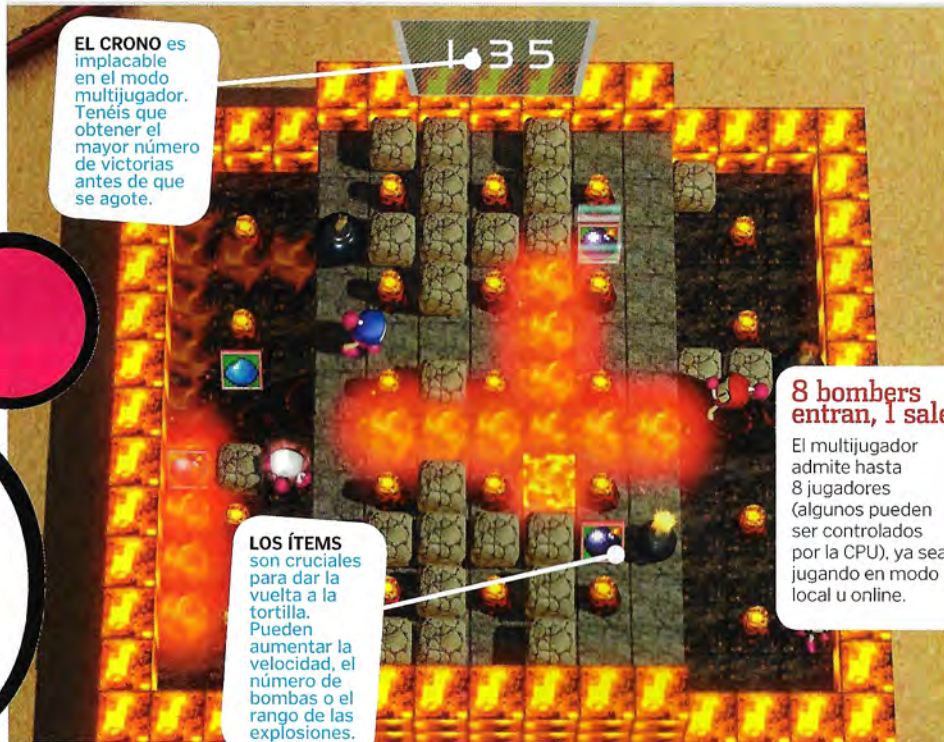 EL CRONO es
implacable
en el modo
multijugador.
Tenéis que
obtener el
mayor número
de victorias
antes de que
se agote.
1 35
8 bombers
entran, 1 sale
El multijugador
admite hasta
8 jugadores
(algunos pueden
ser controlados
por la CPU), ya sea
jugando en modo
local u online.
LOS ÍTEMS
son cruciales
para dar la
vuelta a la
tortilla.
Pueden
aumentar la
velocidad, el
número de
bombas o el
rango de las
explosiones.